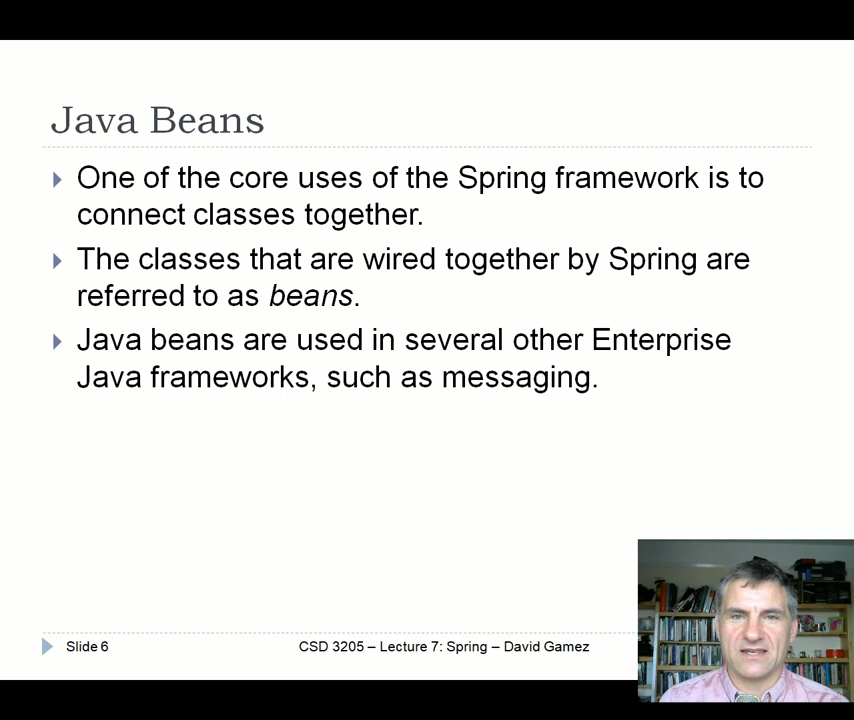 Java Beans
One of the core uses of the Spring framework is to
connect classes together.
The classes that are wired together by Spring are
referred to as beans.
Java beans are used in several other Enterprise
Java frameworks, such as messaging.
Slide 6
CSD 3205 – Lecture 7: Spring – David Gamez